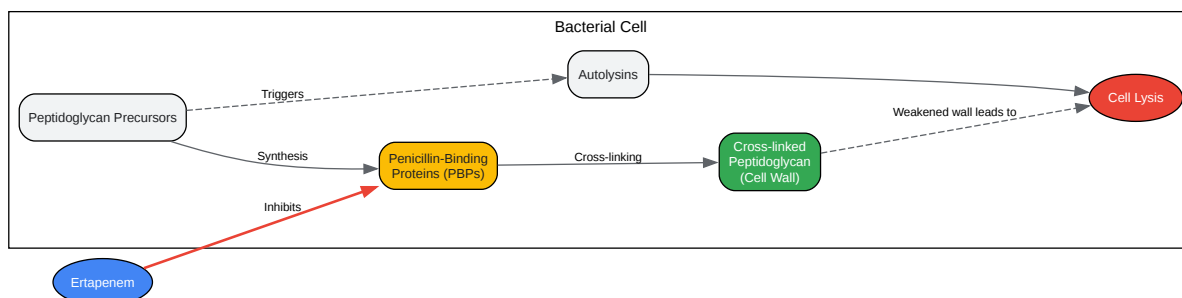 Bacterial Cell
Autolysins
Triggers
Cell Lysis
Peptidoglycan Precursors
Weakened wall leads to
Synthesis
Penicillin-Binding
Proteins (PBPs)
Cross-linking
Cross-linked
Peptidoglycan
(Cell Wall)
Inhibits
Ertapenem